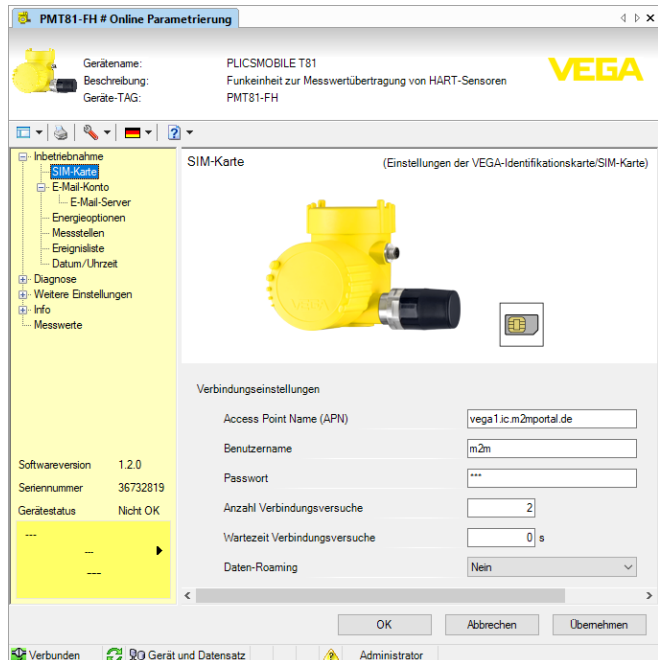 PMT81-FH # Online Parametrierung
Gerätename: PLICSMOBILE T81
Beschreibung: Funkeinheit zur Messwertübertragung von HART-Sensoren
Geräte-TAG: PMT81-FH
VEGA
Inbetriebnahme
SIM-Karte
E-Mail-Konto
E-Mail-Server
Energieoptionen
Messstellen
Ereignisliste
Datum/Uhrzeit
Diagnose
Weitere Einstellungen
Info
Messwerte
Softwareversion 1.2.0
Seriennummer 36732819
Gerätestatus Nicht OK
---
---
---
SIM-Karte (Einstellungen der VEGA-Identifikationskarte/SIM-Karte)
VEGA
Verbindungseinstellungen
Access Point Name (APN) vega1.ic.m2mportal.de
Benutzername m2m
Passwort ***
Anzahl Verbindungsversuche 2
Wartezeit Verbindungsversuche 0 s
Daten-Roaming Nein
OK Abbrechen Übernehmen
Verbunden Gerät und Datensatz Administrator